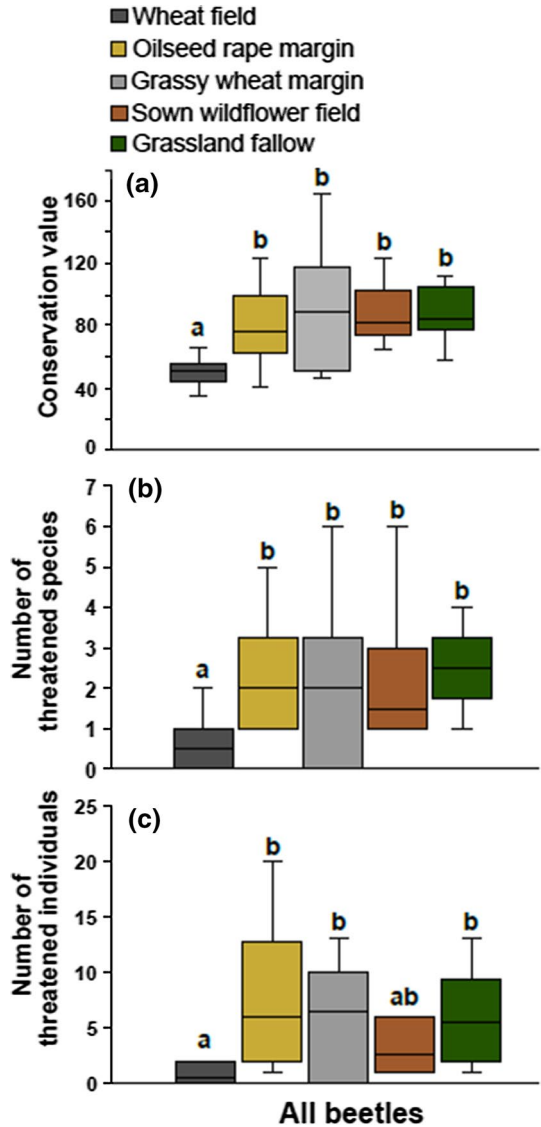 Wheat field
Oilseed rape margin
Grassy wheat margin
Sown wildflower field
Grassland fallow
(a)
Conservation value
160
120
80
40
0
a
b
b
b
b
(b)
Number of
threatened species
7
6
5
4
3
2
1
0
a
b
b
b
b
(c)
Number of
threatened individuals
25
20
15
10
5
0
a
b
b
ab
b
All beetles